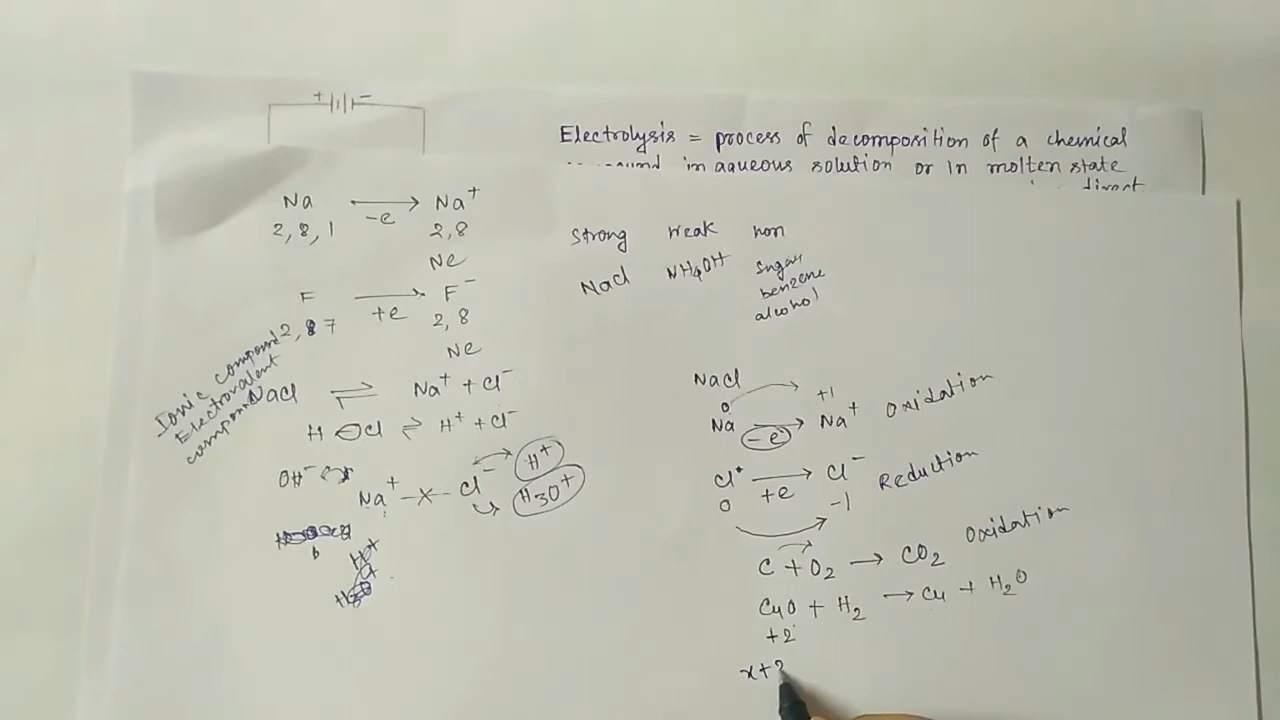 + -
Electrolysis = process of decomposition of a chemical
in aqueous solution or in molten state
direct
Na → Na+
-e
2, 8, 1 2, 8
Ne
F → F-
+e
2, 7 2, 8
Ne
Ionic compound
Electrovalent
compound
NaCl ⇌ Na+ + Cl-
H Cl ⇌ H+ + Cl-
OH- Na+ -X- Cl- H+
H3O+
H+
strong weak non
NaCl NH4OH sugar
benzene
alcohol
NaCl
0 +1
Na → Na+ Oxidation
-e
Cl• → Cl- Reduction
+e
0 -1
C + O2 → CO2 Oxidation
CuO + H2 → Cu + H2O
+2
x+